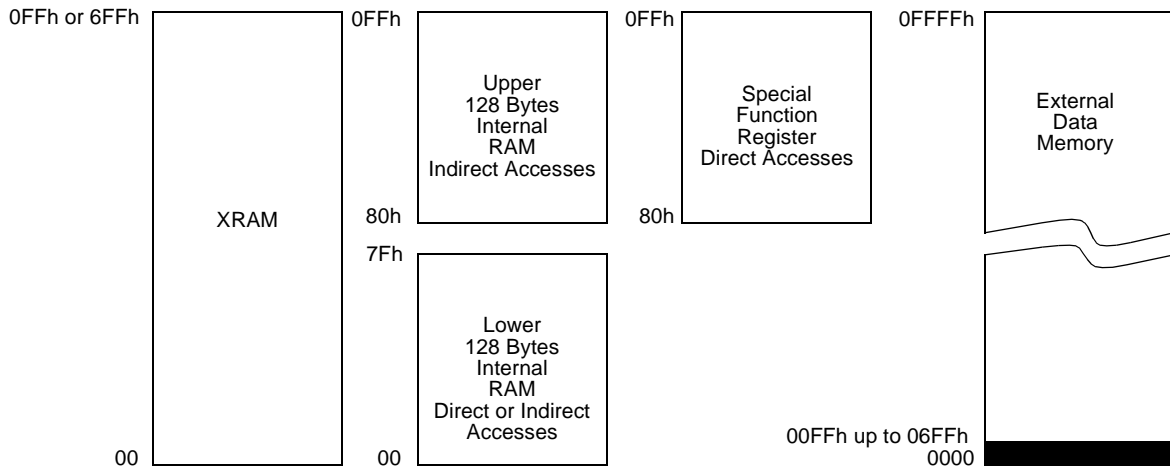 0FFh or 6FFh
XRAM
00
0FFh
Upper
128 Bytes
Internal
RAM
Indirect Accesses
80h
7Fh
Lower
128 Bytes
Internal
RAM
Direct or Indirect
Accesses
00
0FFh
Special
Function
Register
Direct Accesses
80h
0FFFFh
External
Data
Memory
00FFh up to 06FFh
0000